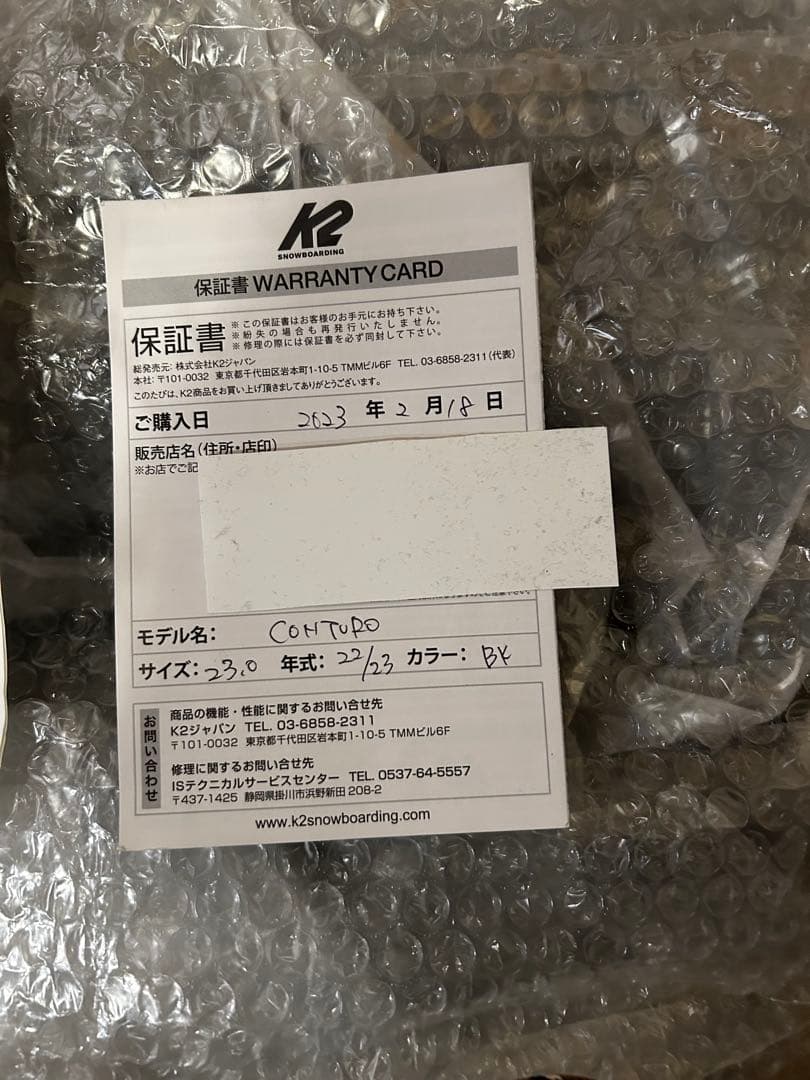 K2
SNOWBOARDING
保証書 WARRANTY CARD
保証書
※この保証書はお客様のお手元にお持ち下さい。
※紛失の場合も再発行いたしません。
※修理の際には保証書を必ず同封して下さい。
総発売元: 株式会社K2ジャパン
本社: 〒101-0032 東京都千代田区岩本町1-10-5 TMMビル6F TEL. 03-6858-2311(代表)
このたびは、K2商品をお買い上げ頂きましてありがとうございます。
ご購入日 2023 年 2 月 18 日
販売店名(住所・店印)
※お店でご記
モデル名: CONTURO
サイズ: 23.0 年式: 22/23 カラー: BK
お問い合わせ
商品の機能・性能に関するお問い合せ先
K2ジャパン TEL. 03-6858-2311
〒101-0032 東京都千代田区岩本町1-10-5 TMMビル6F
修理に関するお問い合せ先
ISテクニカルサービスセンター TEL. 0537-64-5557
〒437-1425 静岡県掛川市浜野新田 208-2
www.k2snowboarding.com